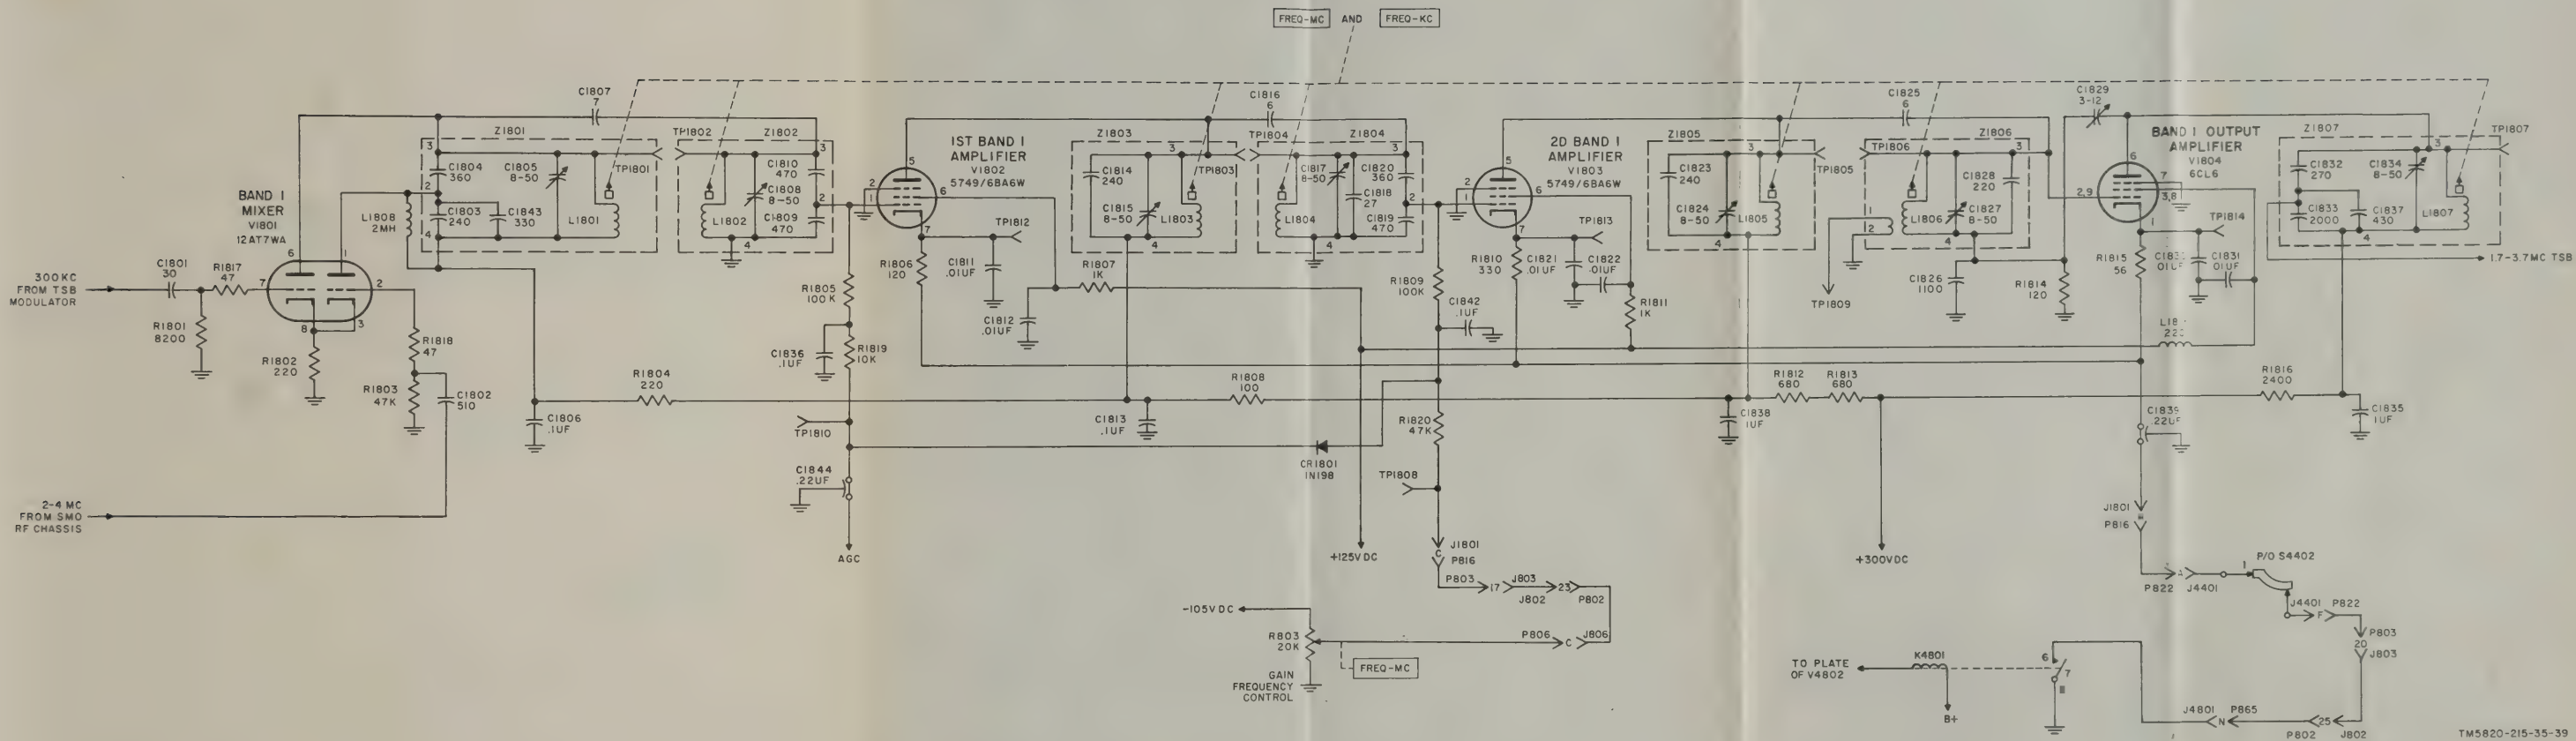 FREQ-MC AND FREQ-KC
C1807
7
C1816
6
C1825
6
C1829
3-12
Z1801
TP1802
Z1802
Z1803
TP1804
Z1804
Z1805
TP1806
Z1806
Z1807
TP1807
BAND I
MIXER
V1801
12AT7WA
L1808
2MH
C1804
360
C1805
8-50
TP1801
C1803
240
C1843
330
L1801
C1810
470
C1808
8-50
C1809
470
L1802
1ST BAND I
AMPLIFIER
V1802
5749/6BA6W
TP1812
C1814
240
C1815
8-50
L1803
TP1803
C1817
8-50
C1820
360
C1818
27
C1819
470
L1804
2D BAND I
AMPLIFIER
V1803
5749/6BA6W
TP1813
C1823
240
C1824
8-50
L1805
TP1805
C1828
220
C1827
8-50
L1806
BAND I OUTPUT
AMPLIFIER
V1804
6CL6
TP1814
C1832
270
C1834
8-50
C1833
2000
C1837
430
L1807
1.7-3.7MC TSB
300KC
FROM TSB
MODULATOR
C1801
30
R1817
47
R1801
8200
R1802
220
R1818
47
R1803
47K
C1802
510
C1806
.1UF
R1804
220
R1805
100K
R1806
120
C1811
.01UF
R1807
1K
C1812
.01UF
C1836
.1UF
R1819
10K
TP1810
C1844
.22UF
AGC
C1813
.1UF
R1808
100
R1809
100K
C1842
.1UF
R1810
330
C1821
.01UF
C1822
.01UF
R1811
1K
R1820
47K
CR1801
1N198
TP1808
C1838
1UF
R1812
680
R1813
680
TP1809
C1826
1100
R1814
120
R1815
56
C1831
.01UF
R1816
2400
C1835
1UF
C1839
.22UF
2-4 MC
FROM SMO
RF CHASSIS
+125VDC
+300VDC
J1801
C
P816
P803 17 J803
J802 23 P802
-105VDC
R803
20K
P806 C J806
FREQ-MC
GAIN
FREQUENCY
CONTROL
J1801
P816
P/O S4402
P822 A J4401
J4401 F P822
P803
20
J803
TO PLATE
OF V4802
K4801
B+
6
7
J4801 N P865
P802 25 J802
TM5820-215-35-39